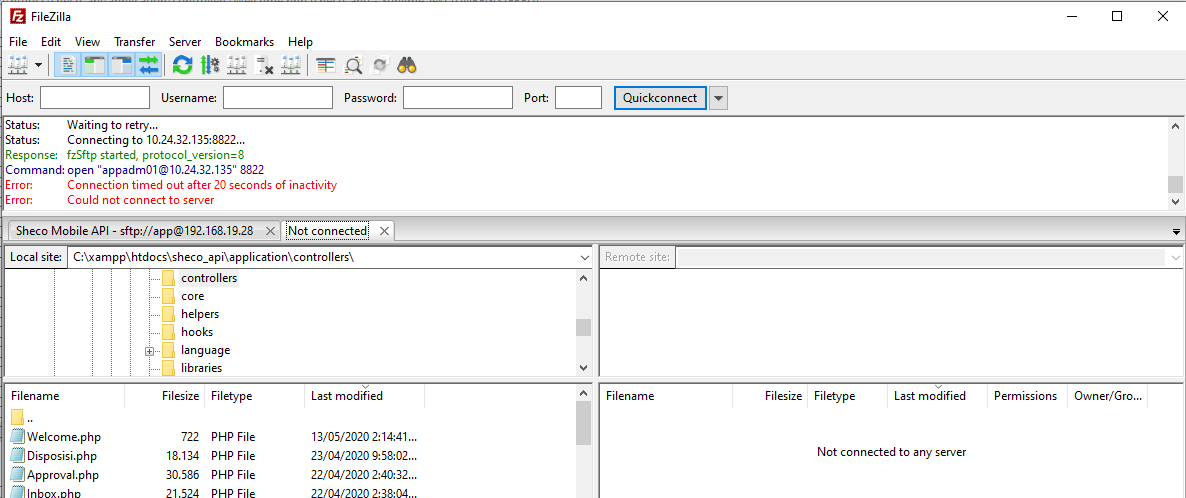 FileZilla
File Edit View Transfer Server Bookmarks Help
Host: Username: Password: Port: Quickconnect
Status: Waiting to retry...
Status: Connecting to 10.24.32.135:8822...
Response: fzSftp started, protocol_version=8
Command: open "appadm01@10.24.32.135" 8822
Error: Connection timed out after 20 seconds of inactivity
Error: Could not connect to server
Sheco Mobile API - sftp://app@192.168.19.28 Not connected
Local site: C:\xampp\htdocs\sheco_api\application\controllers\ Remote site:
controllers
core
helpers
hooks
language
libraries
Filename Filesize Filetype Last modified Filename Filesize Filetype Last modified Permissions Owner/Gro...
..
Welcome.php 722 PHP File 13/05/2020 2:14:41...
Disposisi.php 18.134 PHP File 23/04/2020 9:58:02...
Not connected to any server
Approval.php 30.586 PHP File 22/04/2020 2:40:32...
Inbox.php 21.524 PHP File 22/04/2020 2:38:04...